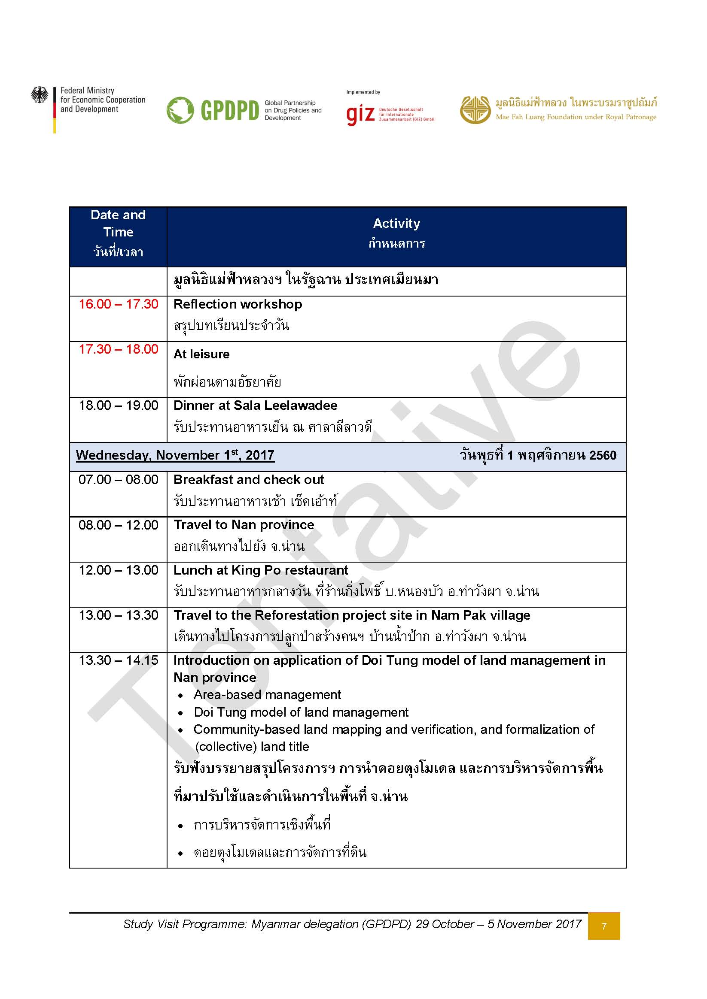 Federal Ministry
for Economic Cooperation
and Development
GPDPD
Global Partnership
on Drug Policies and
Development
Implemented by
giz
Deutsche Gesellschaft
für Internationale
Zusammenarbeit (GIZ) GmbH
มูลนิธิแม่ฟ้าหลวง ในพระบรมราชูปถัมภ์
Mae Fah Luang Foundation under Royal Patronage
Date and
Time
วันที่/เวลา
Activity
กำหนดการ
มูลนิธิแม่ฟ้าหลวงฯ ในรัฐฉาน ประเทศเมียนมา
16.00 – 17.30
Reflection workshop
สรุปบทเรียนประจำวัน
17.30 – 18.00
At leisure
พักผ่อนตามอัธยาศัย
18.00 – 19.00
Dinner at Sala Leelawadee
รับประทานอาหารเย็น ณ ศาลาลีลาวดี
Wednesday, November 1st, 2017 วันพุธที่ 1 พฤศจิกายน 2560
07.00 – 08.00
Breakfast and check out
รับประทานอาหารเช้า เช็คเอ้าท์
08.00 – 12.00
Travel to Nan province
ออกเดินทางไปยัง จ.น่าน
12.00 – 13.00
Lunch at King Po restaurant
รับประทานอาหารกลางวัน ที่ร้านกิ่งโพธิ์ บ.หนองบัว อ.ท่าวังผา จ.น่าน
13.00 – 13.30
Travel to the Reforestation project site in Nam Pak village
เดินทางไปโครงการปลูกป่าสร้างคนฯ บ้านน้ำป้าก อ.ท่าวังผา จ.น่าน
13.30 – 14.15
Introduction on application of Doi Tung model of land management in
Nan province
• Area-based management
• Doi Tung model of land management
• Community-based land mapping and verification, and formalization of
(collective) land title
รับฟังบรรยายสรุปโครงการฯ การนำดอยตุงโมเดล และการบริหารจัดการพื้น
ที่มาปรับใช้และดำเนินการในพื้นที่ จ.น่าน
• การบริหารจัดการเชิงพื้นที่
• ดอยตุงโมเดลและการจัดการที่ดิน
Tentative
Study Visit Programme: Myanmar delegation (GPDPD) 29 October – 5 November 2017
7